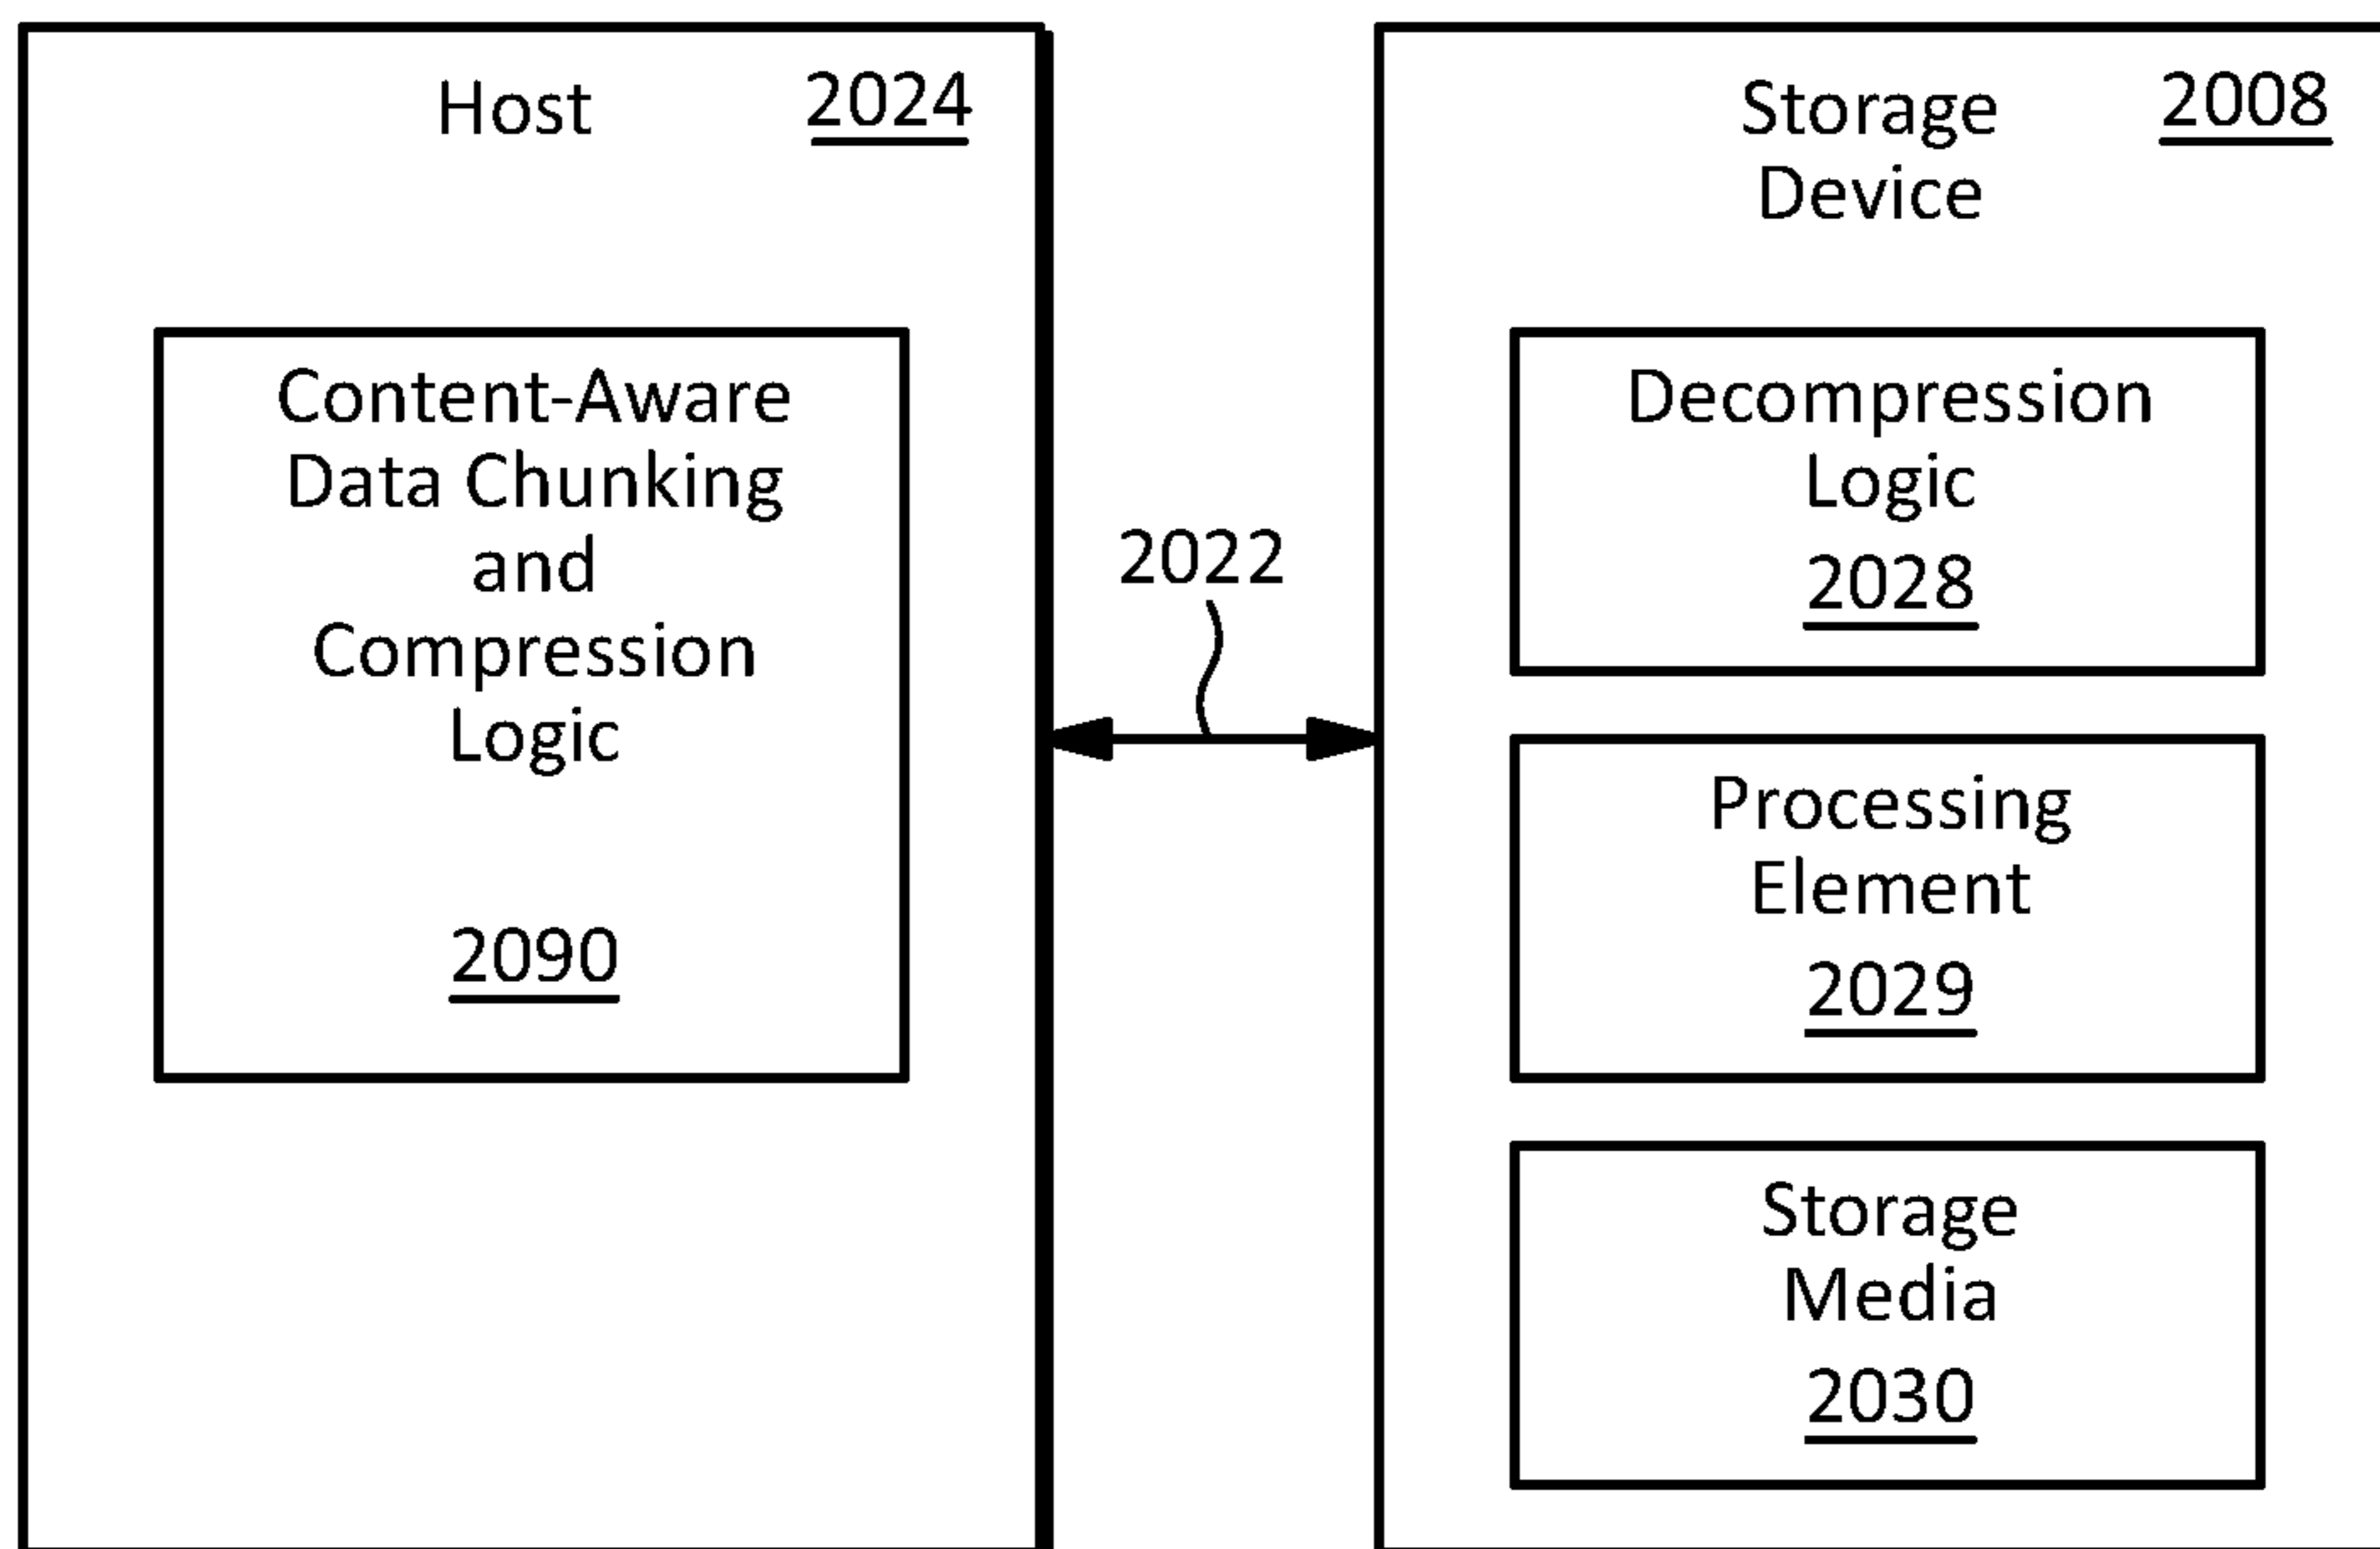 Host 2024
Content-Aware
Data Chunking
and
Compression
Logic
2090
2022
Storage 2008
Device
Decompression
Logic
2028
Processing
Element
2029
Storage
Media
2030